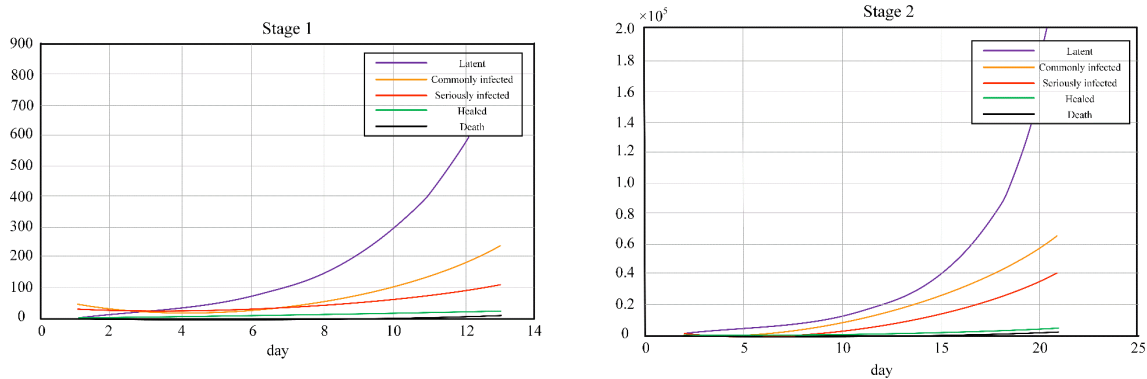 Stage 1
900
800
700
600
500
400
300
200
100
0
0 2 4 6 8 10 12 14
day
Latent
Commonly infected
Seriously infected
Healed
Death
Stage 2
×10⁵
2.0
1.8
1.6
1.4
1.2
1.0
0.8
0.6
0.4
0.2
0
0 5 10 15 20 25
day
Latent
Commonly infected
Seriously infected
Healed
Death